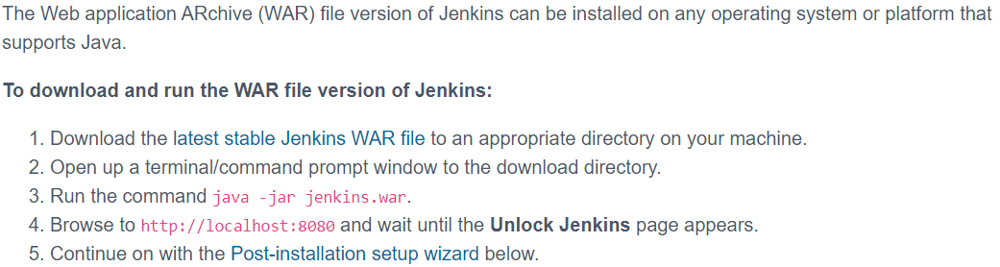 The Web application ARchive (WAR) file version of Jenkins can be installed on any operating system or platform that
supports Java.
To download and run the WAR file version of Jenkins:
1. Download the latest stable Jenkins WAR file to an appropriate directory on your machine.
2. Open up a terminal/command prompt window to the download directory.
3. Run the command java -jar jenkins.war.
4. Browse to http://localhost:8080 and wait until the Unlock Jenkins page appears.
5. Continue on with the Post-installation setup wizard below.